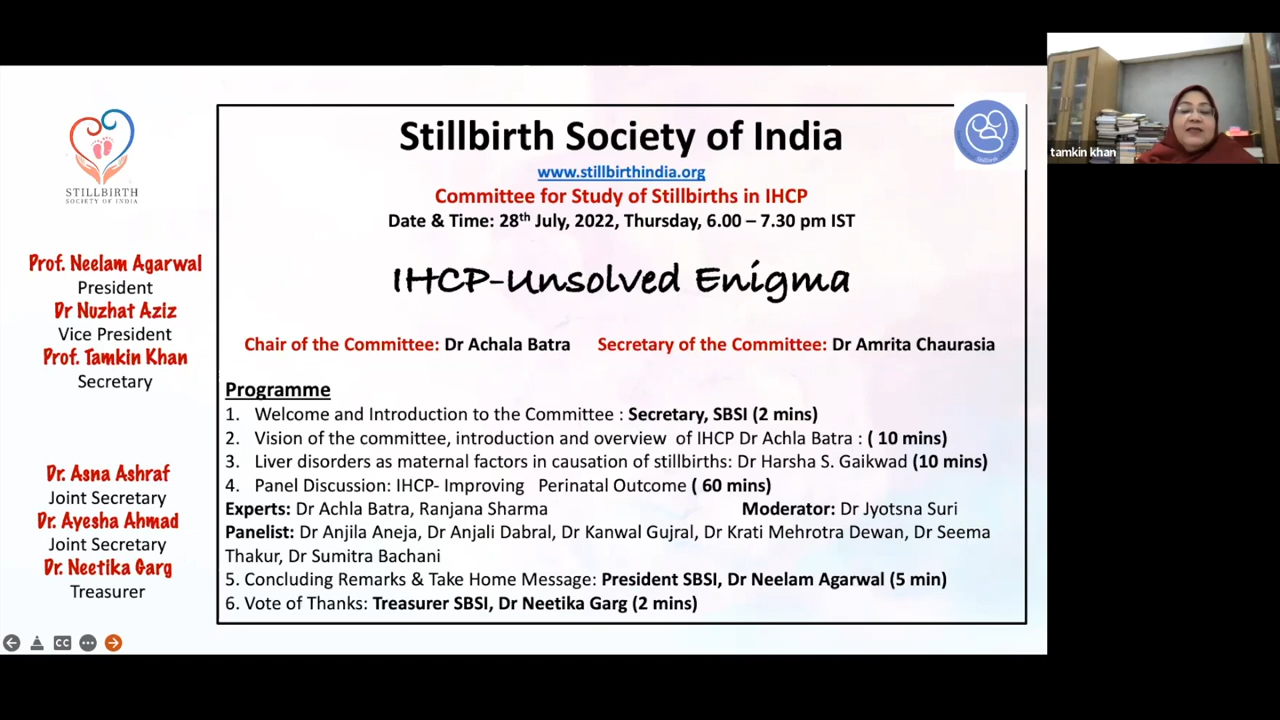 STILLBIRTH
SOCIETY OF INDIA
Prof. Neelam Agarwal
President
Dr Nuzhat Aziz
Vice President
Prof. Tamkin Khan
Secretary
Dr. Asna Ashraf
Joint Secretary
Dr. Ayesha Ahmad
Joint Secretary
Dr. Neetika Garg
Treasurer
Stillbirth Society of India
www.stillbirthindia.org
Committee for Study of Stillbirths in IHCP
Date & Time: 28th July, 2022, Thursday, 6.00 – 7.30 pm IST
IHCP-Unsolved Enigma
Chair of the Committee: Dr Achala Batra Secretary of the Committee: Dr Amrita Chaurasia
Programme
1. Welcome and Introduction to the Committee : Secretary, SBSI (2 mins)
2. Vision of the committee, introduction and overview of IHCP Dr Achla Batra : ( 10 mins)
3. Liver disorders as maternal factors in causation of stillbirths: Dr Harsha S. Gaikwad (10 mins)
4. Panel Discussion: IHCP- Improving Perinatal Outcome ( 60 mins)
Experts: Dr Achla Batra, Ranjana Sharma Moderator: Dr Jyotsna Suri
Panelist: Dr Anjila Aneja, Dr Anjali Dabral, Dr Kanwal Gujral, Dr Krati Mehrotra Dewan, Dr Seema
Thakur, Dr Sumitra Bachani
5. Concluding Remarks & Take Home Message: President SBSI, Dr Neelam Agarwal (5 min)
6. Vote of Thanks: Treasurer SBSI, Dr Neetika Garg (2 mins)
CC
tamkin khan